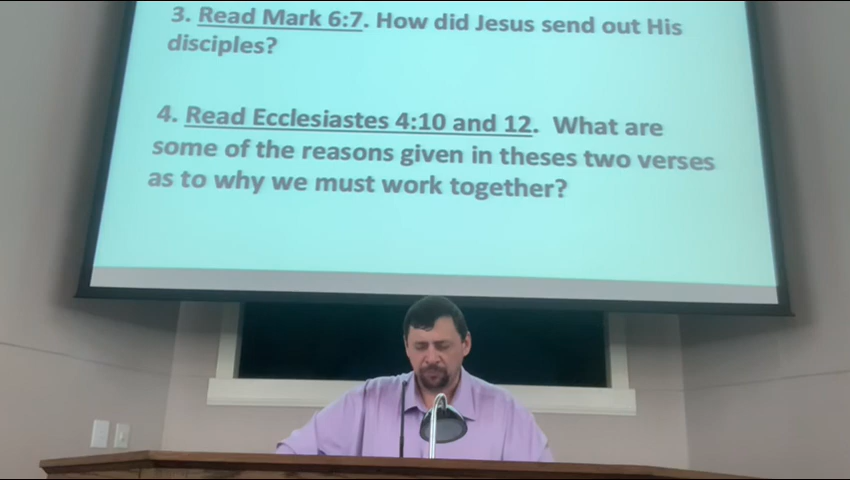 3. Read Mark 6:7. How did Jesus send out His
disciples?
4. Read Ecclesiastes 4:10 and 12. What are
some of the reasons given in theses two verses
as to why we must work together?